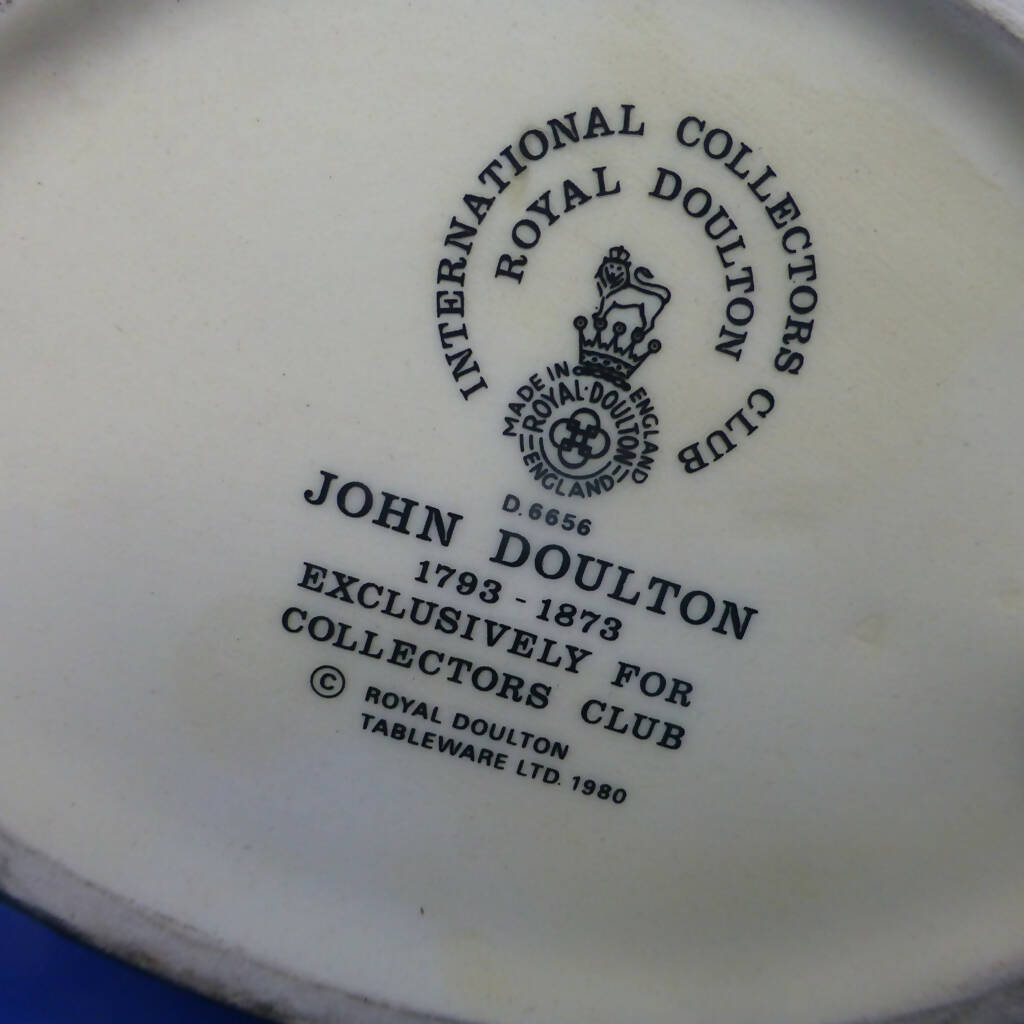 INTERNATIONAL COLLECTORS CLUB
ROYAL DOULTON
MADE IN ENGLAND
ROYAL·DOULTON
ENGLAND
D.6656
JOHN DOULTON
1793 - 1873
EXCLUSIVELY FOR
COLLECTORS CLUB
© ROYAL DOULTON
TABLEWARE LTD. 1980